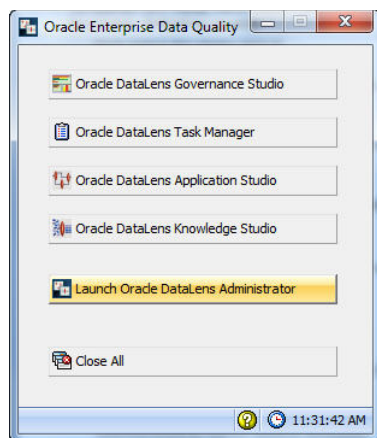 Oracle Enterprise Data Quality
Oracle DataLens Governance Studio
Oracle DataLens Task Manager
Oracle DataLens Application Studio
Oracle DataLens Knowledge Studio
Launch Oracle DataLens Administrator
Close All
11:31:42 AM